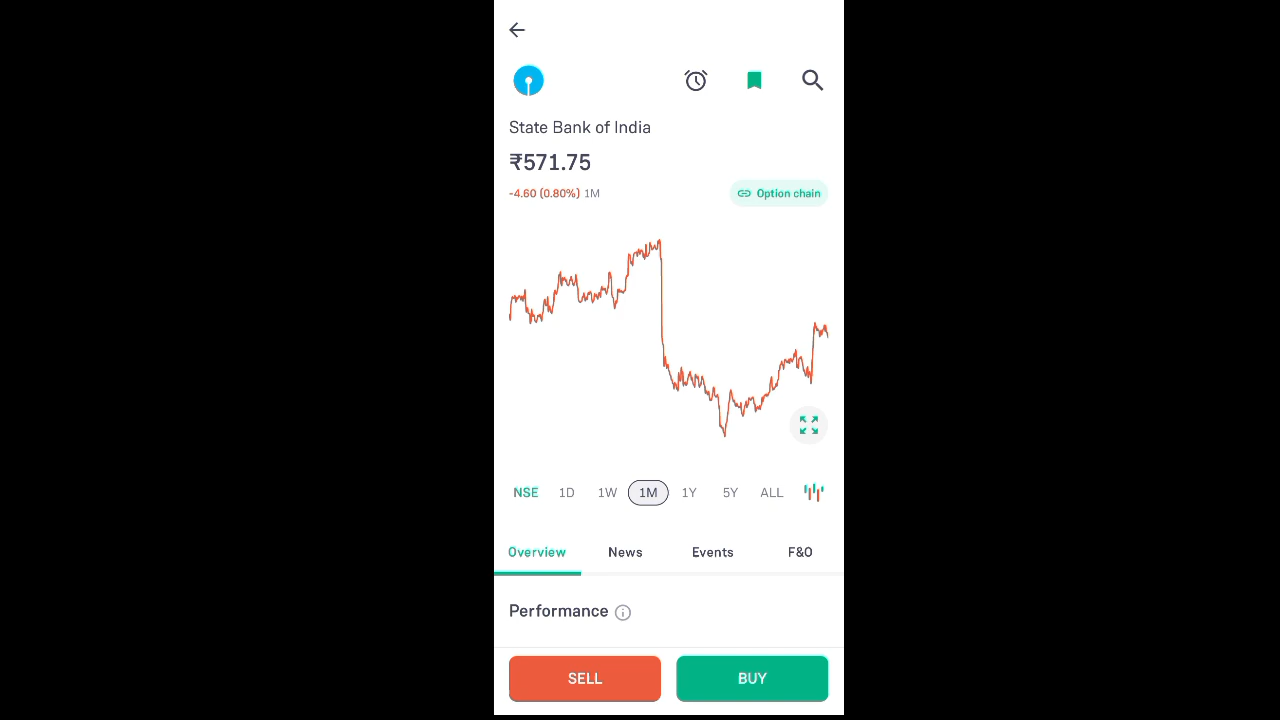 State Bank of India
₹571.75
-4.60 (0.80%) 1M
Option chain
NSE 1D 1W 1M 1Y 5Y ALL
Overview News Events F&O
Performance
SELL BUY